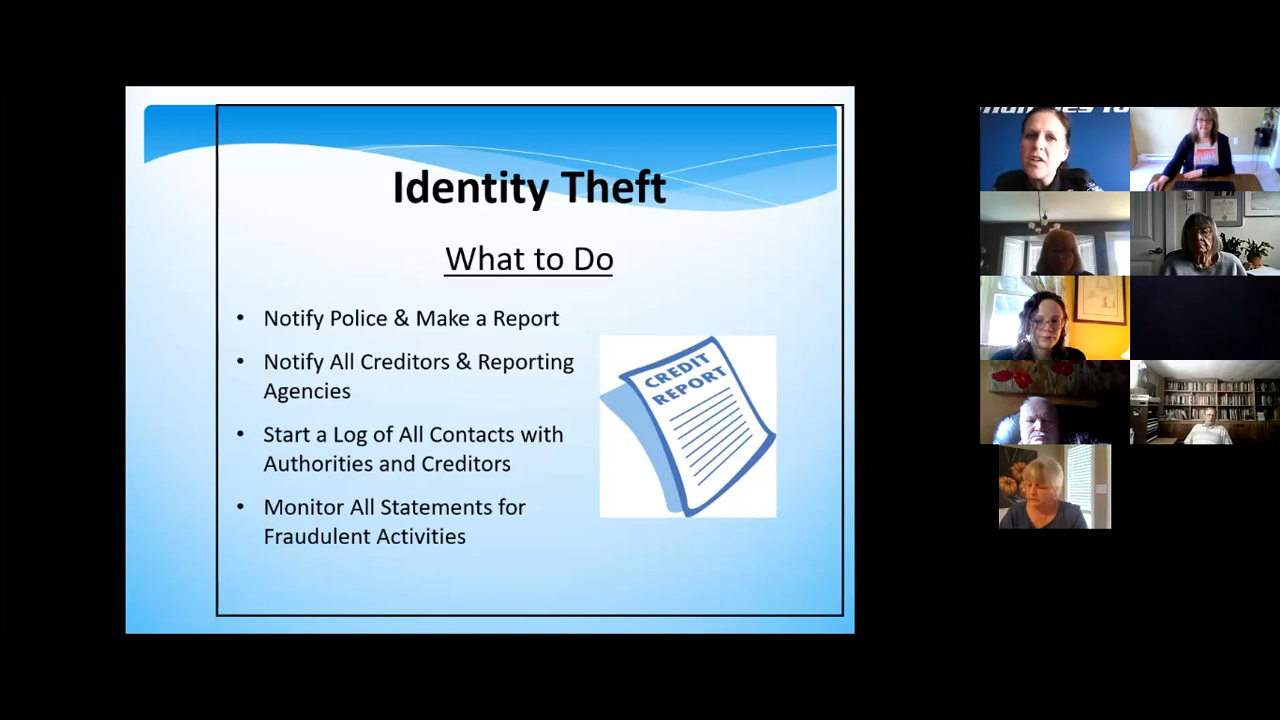 Identity Theft
What to Do
• Notify Police & Make a Report
• Notify All Creditors & Reporting
Agencies
• Start a Log of All Contacts with
Authorities and Creditors
• Monitor All Statements for
Fraudulent Activities
CREDIT
REPORT